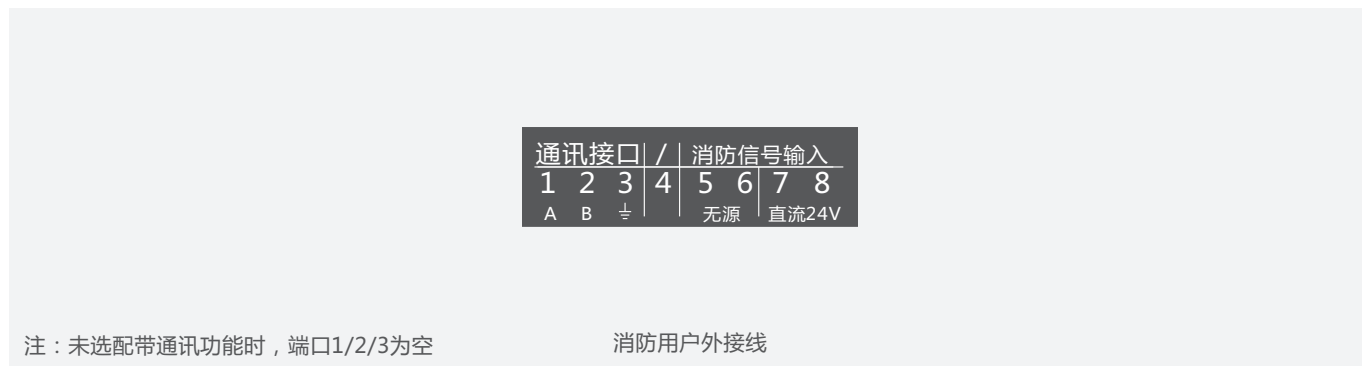 通讯接口 / 消防信号输入
1 2 3 4 5 6 7 8
A B ⏚ 无源 直流24V
注：未选配带通讯功能时，端口1/2/3为空
消防用户外接线